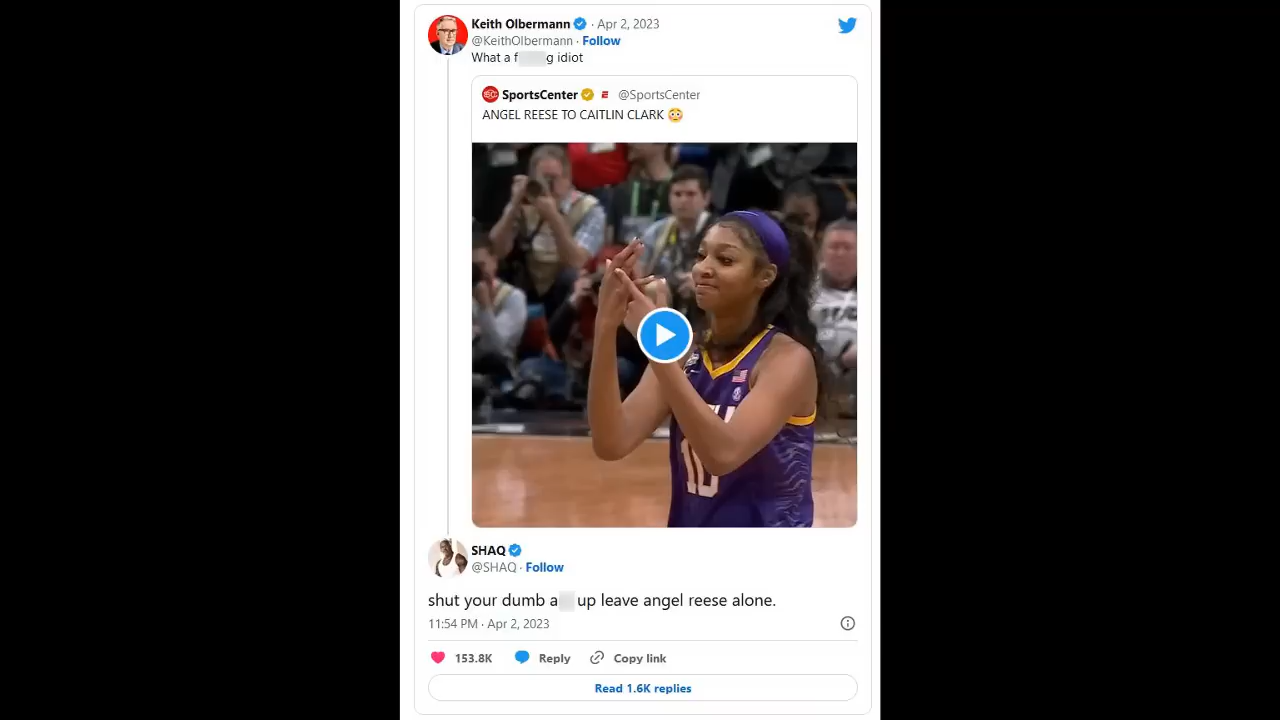 Keith Olbermann · Apr 2, 2023
@KeithOlbermann · Follow
What a f g idiot
SportsCenter @SportsCenter
ANGEL REESE TO CAITLIN CLARK 😳
10
SHAQ
@SHAQ · Follow
shut your dumb a up leave angel reese alone.
11:54 PM · Apr 2, 2023
153.8K Reply Copy link
Read 1.6K replies